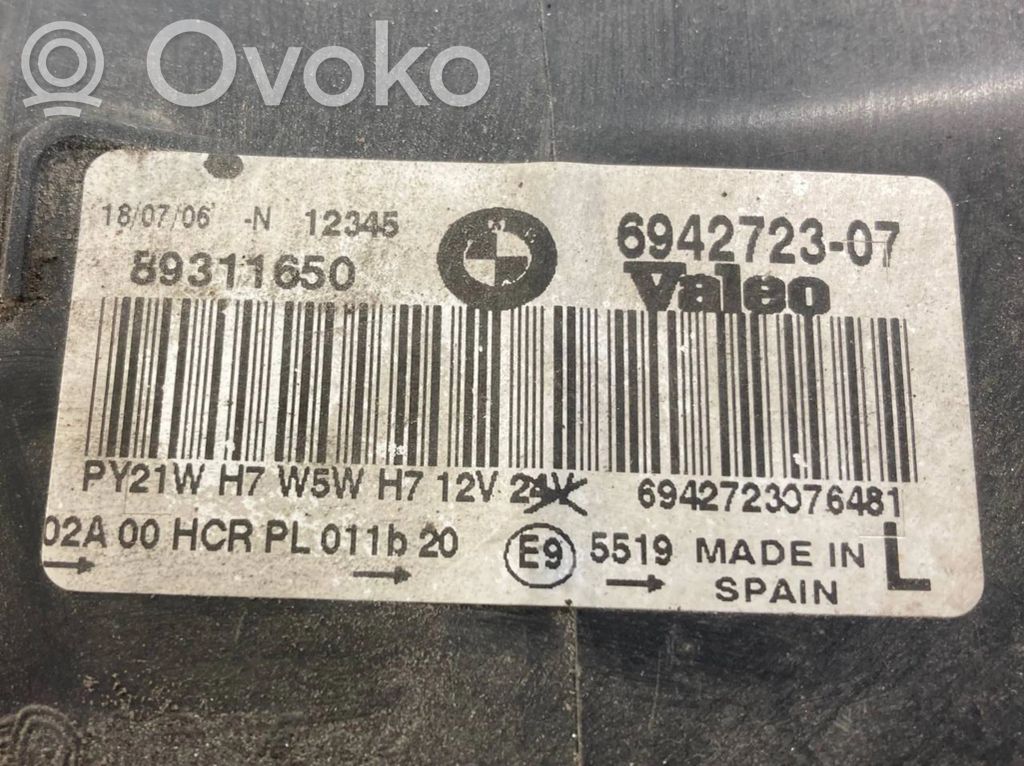 Ovoko
18/07/06 -N 12345
89311650
BMW
6942723-07
Valeo
PY21W H7 W5W H7 12V 24V
6942723076481
02A 00 HCR PL 011b 20
E9 5519 MADE IN
SPAIN
L